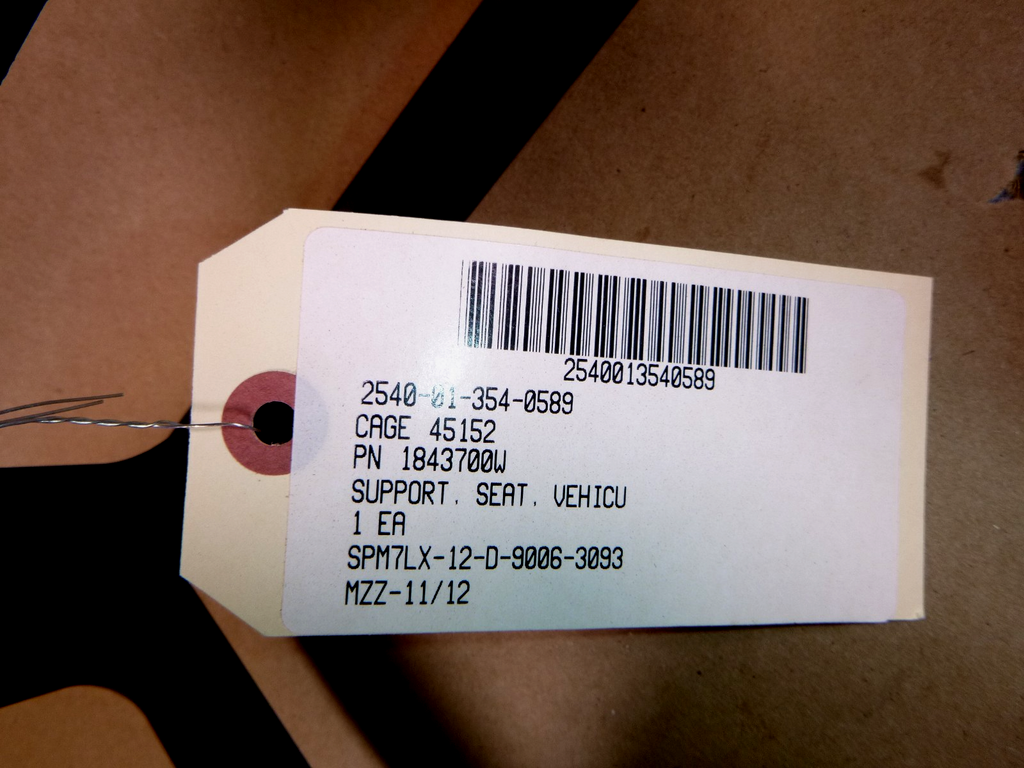 2540013540589
2540-01-354-0589
CAGE 45152
PN 1843700W
SUPPORT, SEAT, VEHICU
1 EA
SPM7LX-12-D-9006-3093
MZZ-11/12